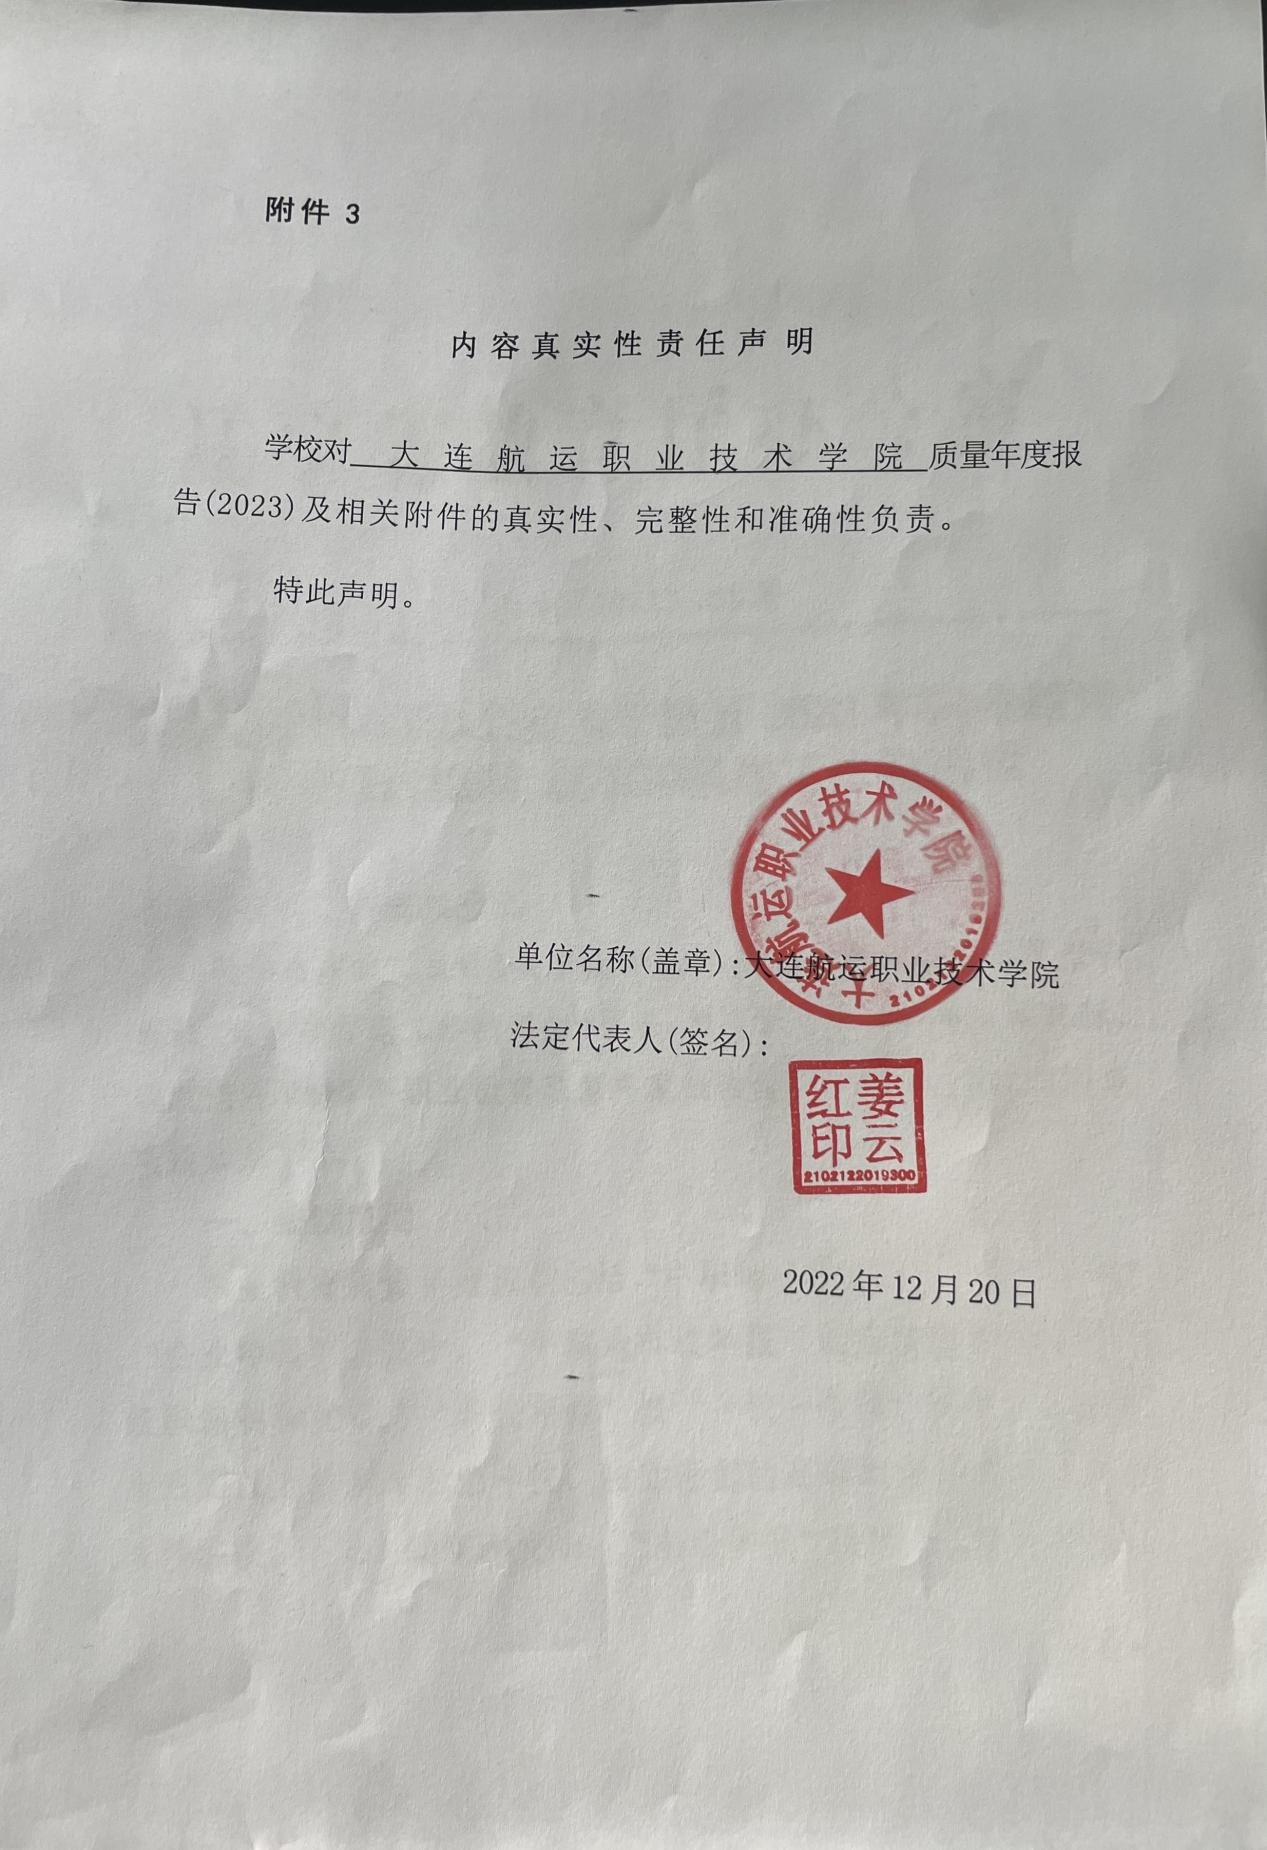 附件 3
内容真实性责任声明
学校对 大连航运职业技术学院 质量年度报
告(2023)及相关附件的真实性、完整性和准确性负责。
特此声明。
大连航运职业技术学院
单位名称(盖章):大连航运职业技术学院
法定代表人(签名):
姜云
红印
2102122019300
2022年12月20日